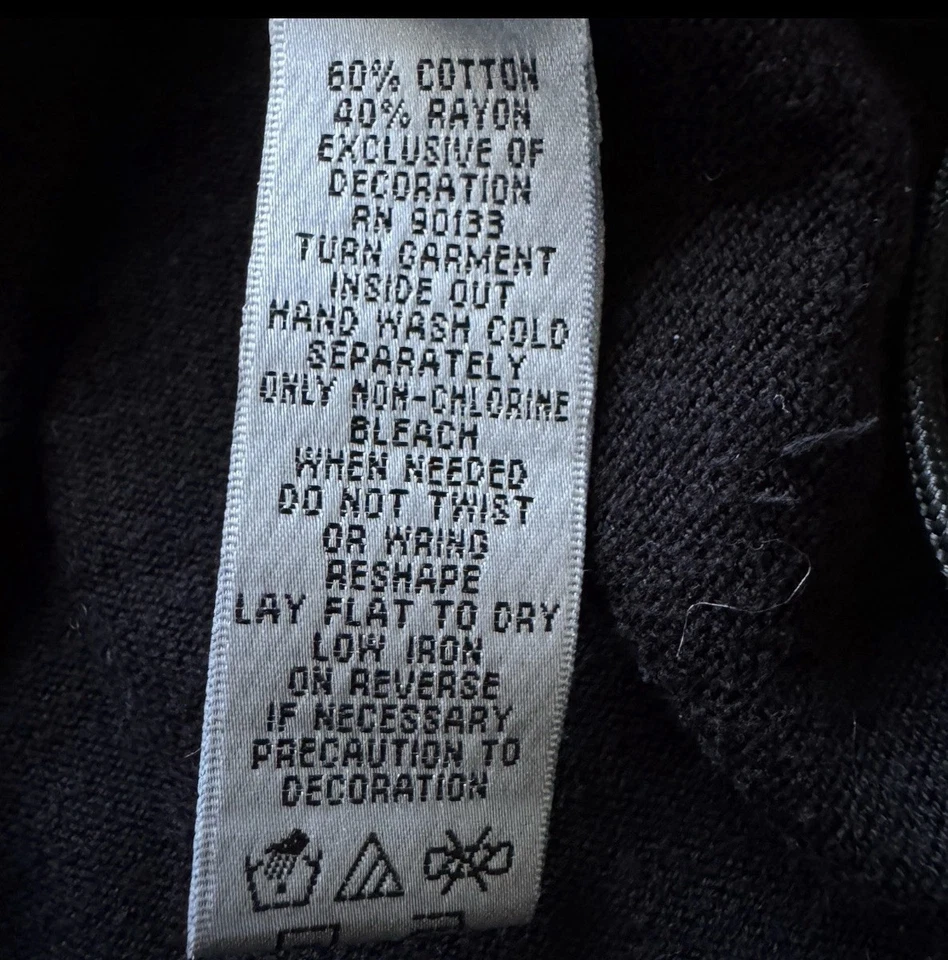 60% COTTON
40% RAYON
EXCLUSIVE OF
DECORATION
RN 90133
TURN GARMENT
INSIDE OUT
HAND WASH COLD
SEPARATELY
ONLY NON-CHLORINE
BLEACH
WHEN NEEDED
DO NOT TWIST
OR WRING
RESHAPE
LAY FLAT TO DRY
LOW IRON
ON REVERSE
IF NECESSARY
PRECAUTION TO
DECORATION